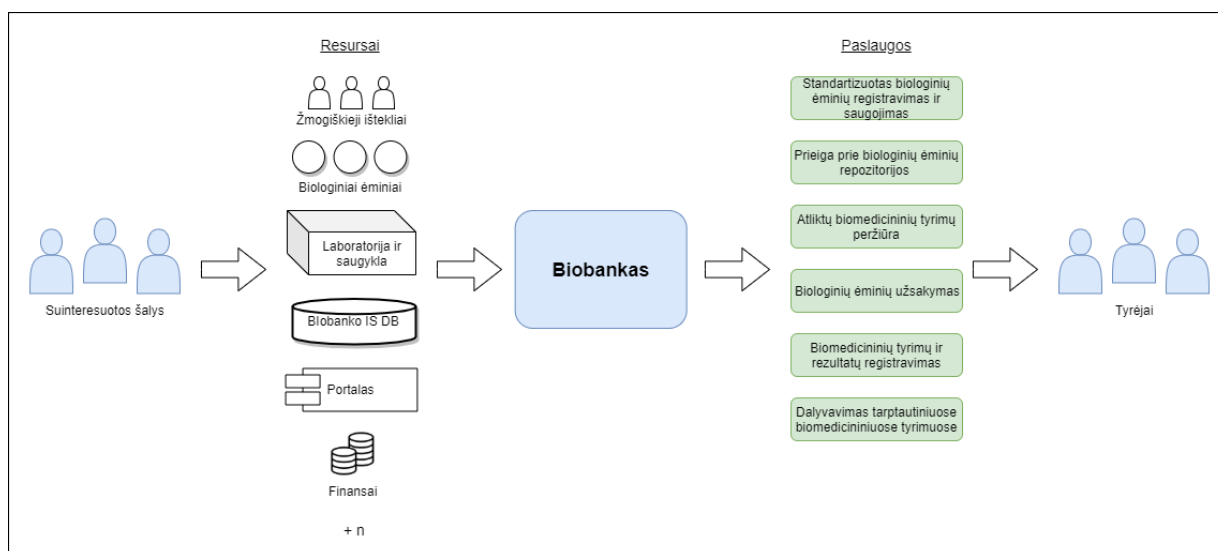 Resursai
Paslaugos
Žmogiškieji ištekliai
Biologiniai ėminiai
Laboratorija ir
saugykla
BIobanko IS DB
Portalas
Finansai
+ n
Suinteresuotos šalys
Biobankas
Standartizuotas biologinių
ėminių registravimas ir
saugojimas
Prieiga prie biologinių ėminių
repozitorijos
Atliktų biomedicininių tyrimų
peržiūra
Biologinių ėminių užsakymas
Biomedicininių tyrimų ir
rezultatų registravimas
Dalyvavimas tarptautiniuose
biomedicininiuose tyrimuose
Tyrėjai